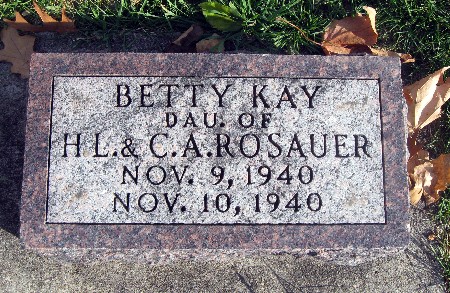 BETTY KAY
DAU. OF
H.L. & C.A. ROSAUER
NOV. 9, 1940
NOV. 10, 1940